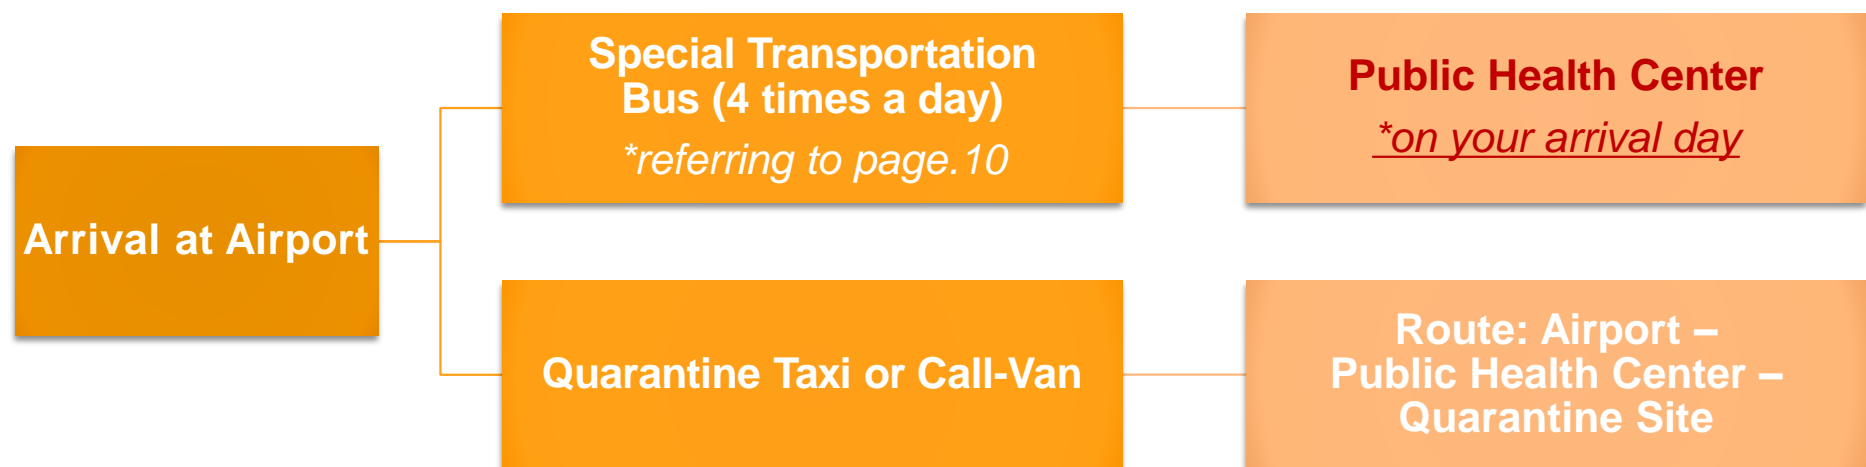 Arrival at Airport
Special Transportation
Bus (4 times a day)
*referring to page.10
Public Health Center
*on your arrival day
Quarantine Taxi or Call-Van
Route: Airport –
Public Health Center –
Quarantine Site